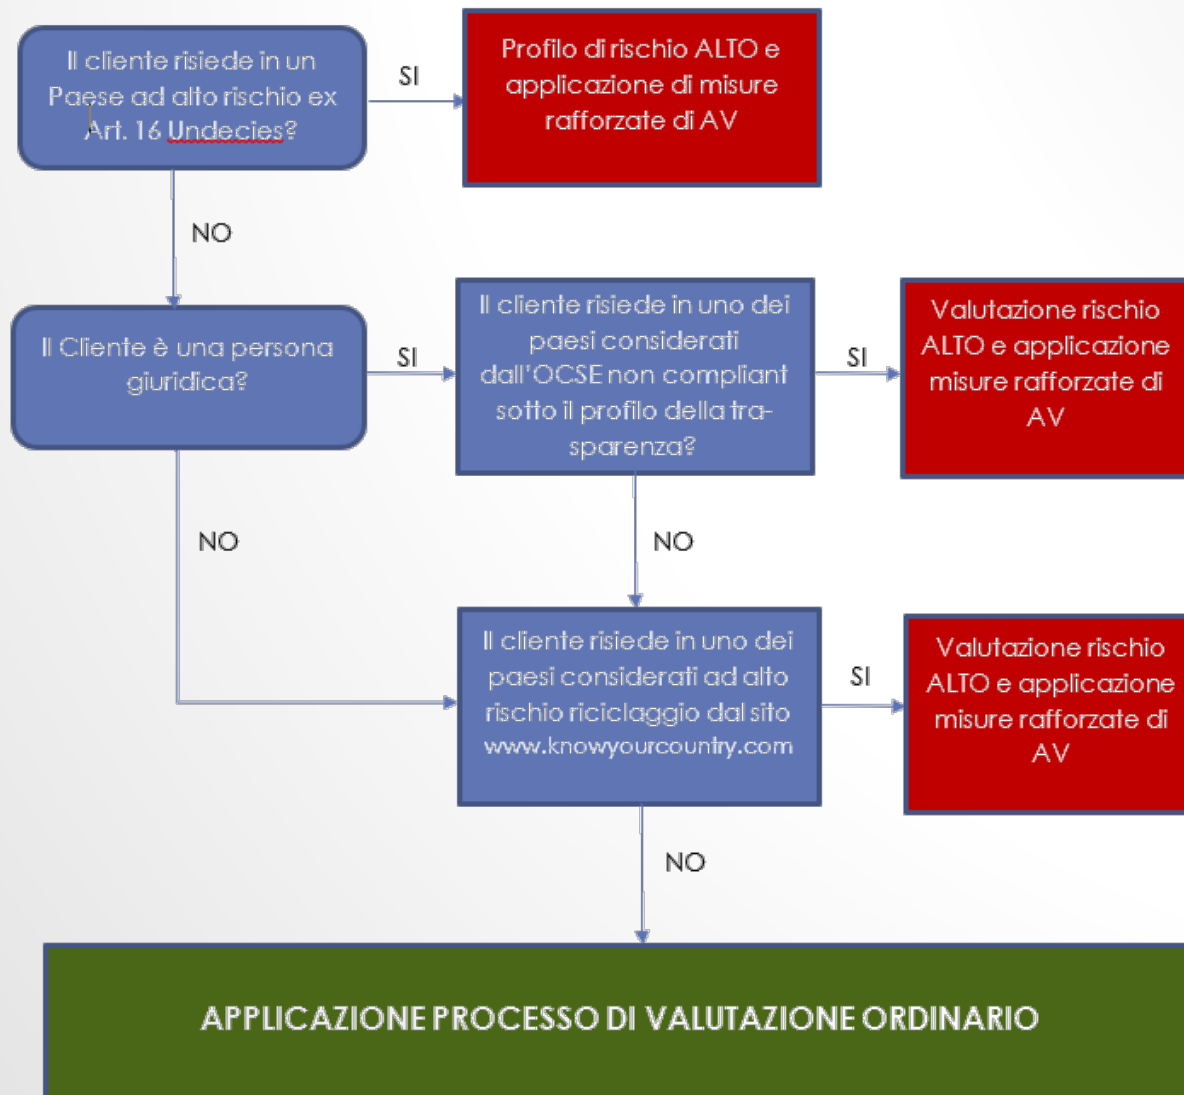 Il cliente risiede in un
Paese ad alto rischio ex
Art. 16 Undecies?
SI
Profilo di rischio ALTO e
applicazione di misure
rafforzate di AV
NO
Il Cliente è una persona
giuridica?
SI
Il cliente risiede in uno dei
paesi considerati
dall'OCSE non compliant
sotto il profilo della tra-
sparenza?
SI
Valutazione rischio
ALTO e applicazione
misure rafforzate di
AV
NO
NO
Il cliente risiede in uno dei
paesi considerati ad alto
rischio riciclaggio dal sito
www.knowyourcountry.com
SI
Valutazione rischio
ALTO e applicazione
misure rafforzate di
AV
NO
APPLICAZIONE PROCESSO DI VALUTAZIONE ORDINARIO